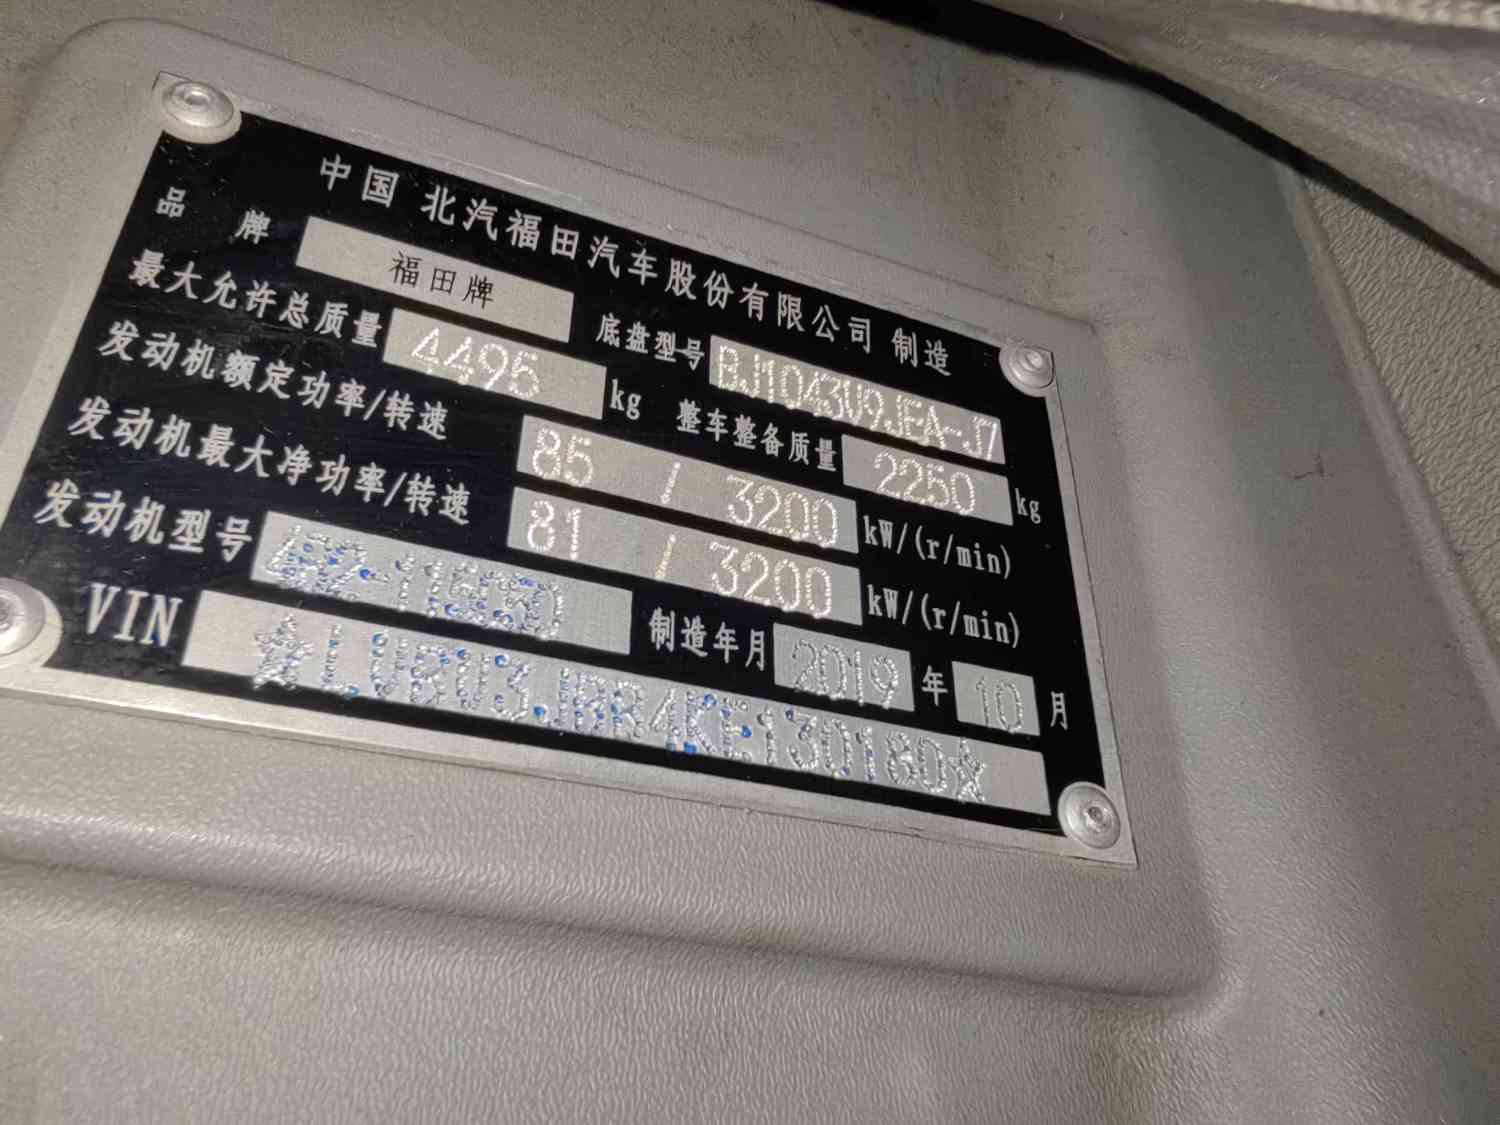 中国 北汽福田汽车股份有限公司 制造
品牌 福田牌 底盘型号 BJ1043V9JEA-J7
最大允许总质量 4495 kg 整车整备质量 2250 kg
发动机额定功率/转速 85 / 3200 kW/(r/min)
发动机最大净功率/转速 81 / 3200 kW/(r/min)
发动机型号 4B2-115C50 制造年月 2019 年 10 月
VIN ☆LVBV3JBB4KE130180☆